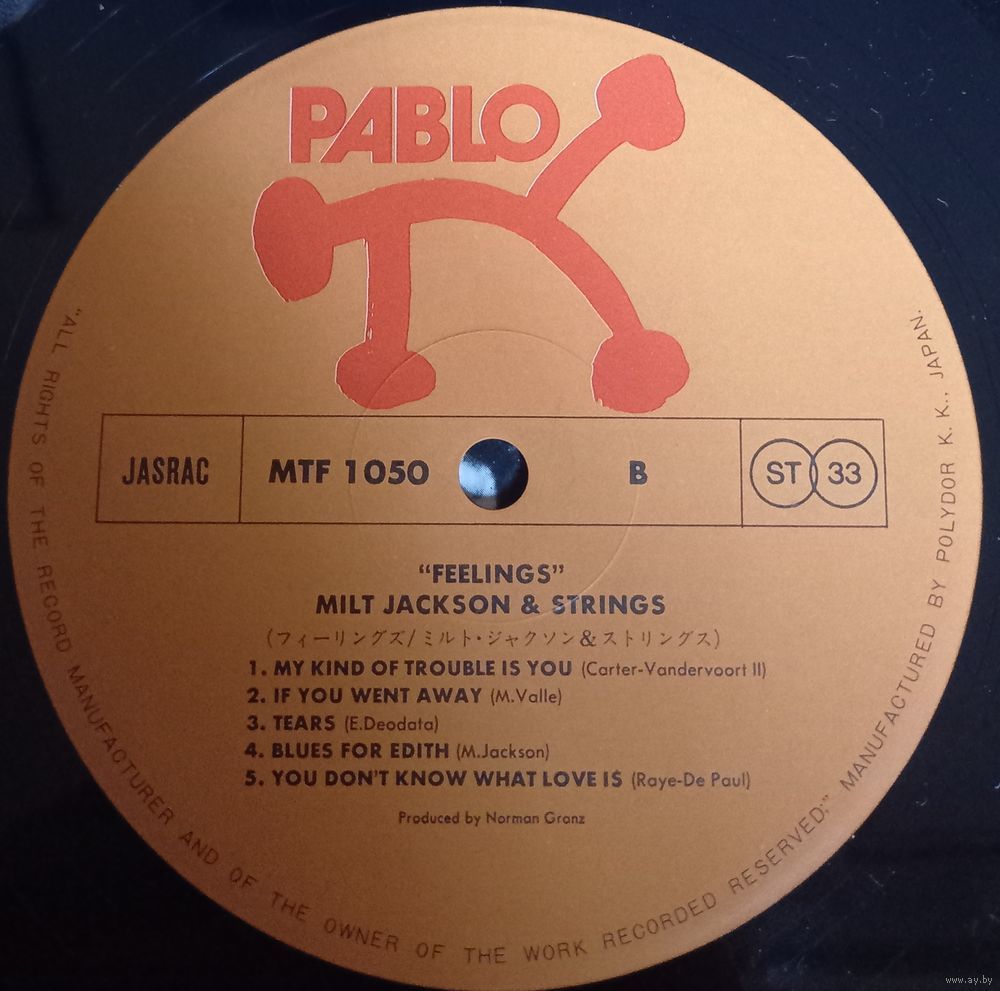 PABLO
JASRAC
MTF 1050
B
ST 33
"FEELINGS"
MILT JACKSON & STRINGS
(フィーリングズ/ミルト・ジャクソン&ストリングス)
1. MY KIND OF TROUBLE IS YOU (Carter-Vandervoort II)
2. IF YOU WENT AWAY (M.Valle)
3. TEARS (E.Deodata)
4. BLUES FOR EDITH (M.Jackson)
5. YOU DON'T KNOW WHAT LOVE IS (Raye-De Paul)
Produced by Norman Granz
"ALL RIGHTS OF THE RECORD MANUFACTURER AND OF THE OWNER OF THE WORK RECORDED RESERVED." MANUFACTURED BY POLYDOR K. K., JAPAN.
www.ay.by